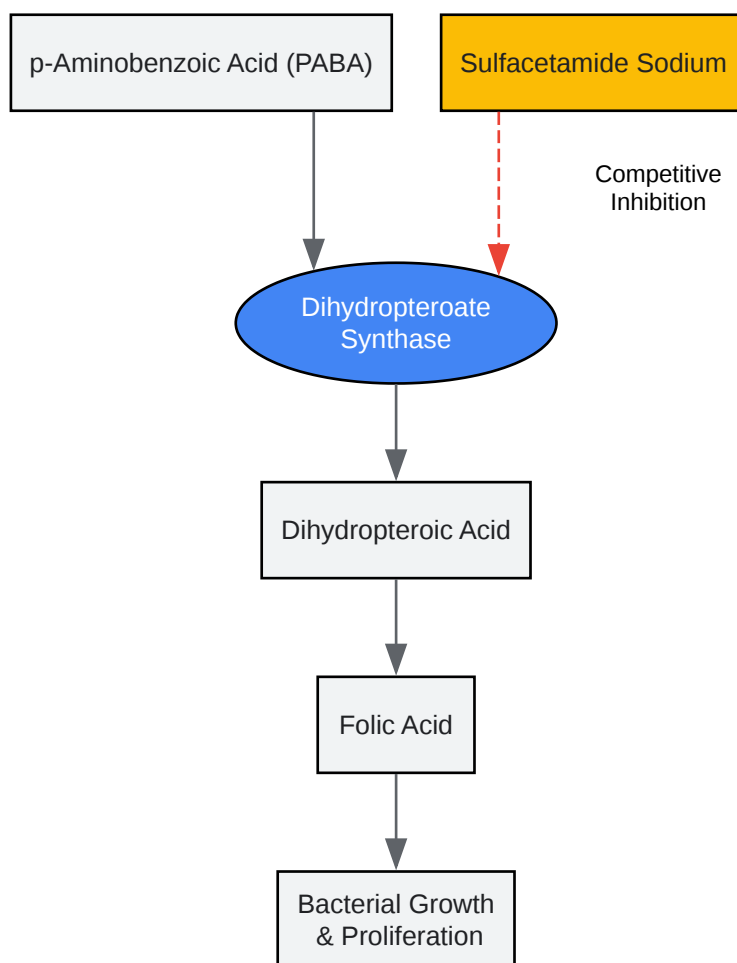 p-Aminobenzoic Acid (PABA)
Sulfacetamide Sodium
Competitive
Inhibition
Dihydropteroate
Synthase
Dihydropteroic Acid
Folic Acid
Bacterial Growth
& Proliferation